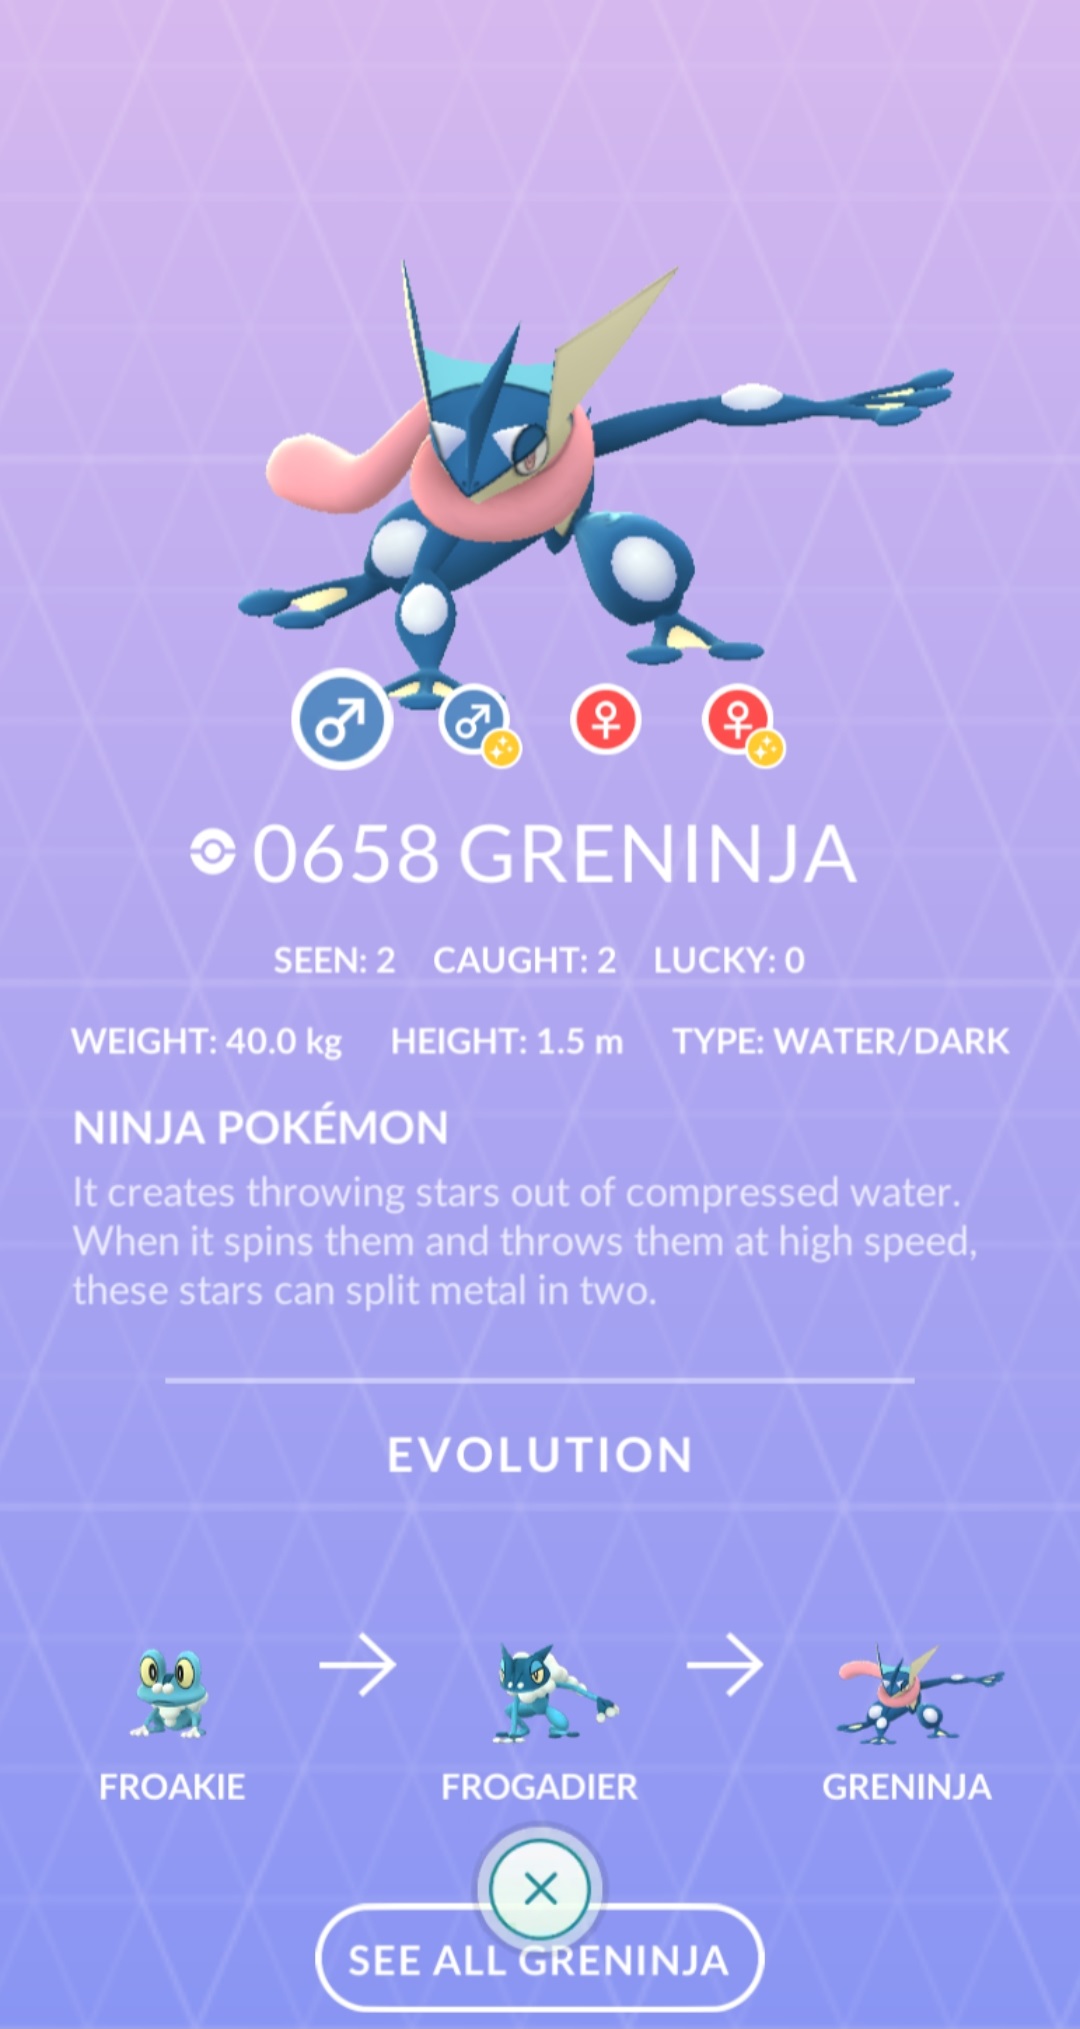 0658 GRENINJA
SEEN: 2 CAUGHT: 2 LUCKY: 0
WEIGHT: 40.0 kg HEIGHT: 1.5 m TYPE: WATER/DARK
NINJA POKÉMON
It creates throwing stars out of compressed water.
When it spins them and throws them at high speed,
these stars can split metal in two.
EVOLUTION
FROAKIE FROGADIER GRENINJA
SEE ALL GRENINJA